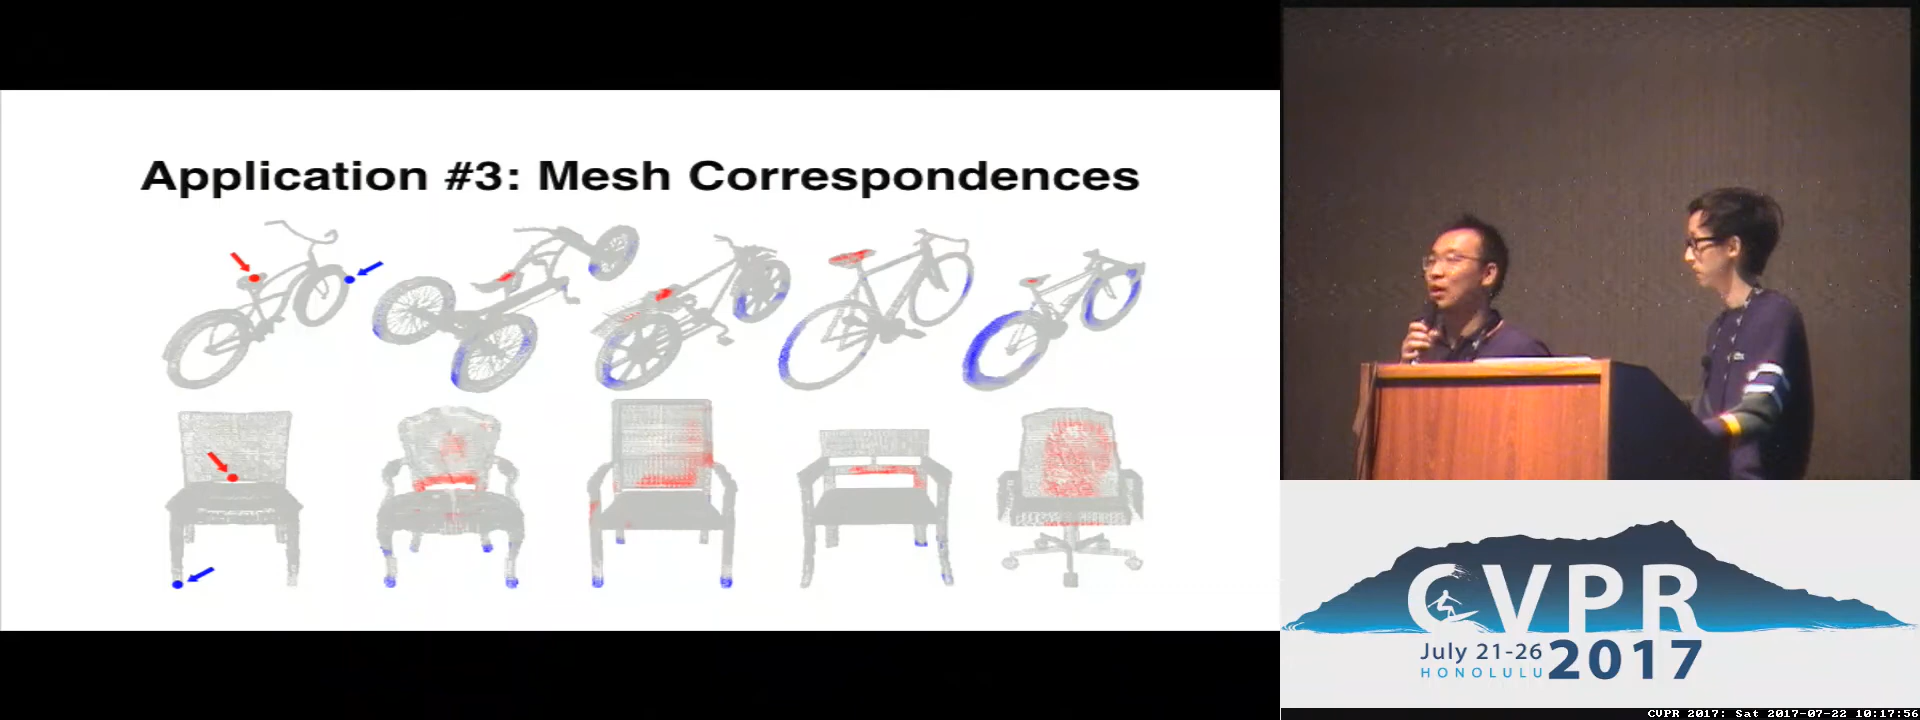 Application #3: Mesh Correspondences
CVPR
July 21-26
HONOLULU
2017
CVPR 2017: Sat 2017-07-22 10:17:56